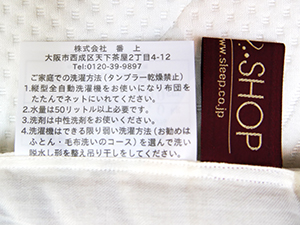 株式会社 番 上
大阪市西成区天下茶屋2丁目4-12
Tel:0120-39-9897
ご家庭での洗濯方法（タンブラー乾燥禁止）
1.縦型全自動洗濯機をお使いになり布団を
たたんでネットにいれてください。
2.水量は50リットル以上必要です。
3.洗剤は中性洗剤をお使いください。
4.洗濯機はできる限り弱い洗濯方法（お勧めは
ふとん・毛布洗いのコース）を選んで洗い
脱水し形を整え吊り干しをしてください。
SHOP
www.sleep.co.jp